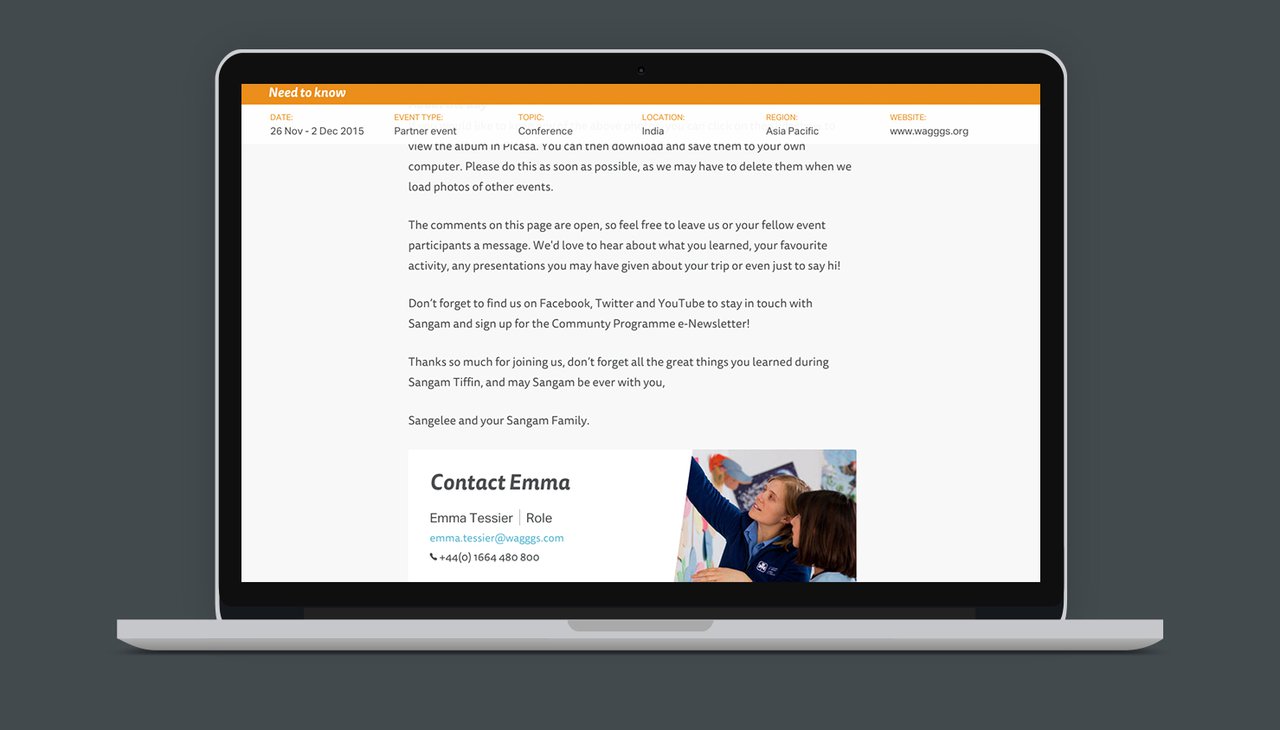 Need to know
DATE: EVENT TYPE: TOPIC: LOCATION: REGION: WEBSITE:
26 Nov - 2 Dec 2015 Partner event Conference India Asia Pacific www.wagggs.org
view the album in Picasa. You can then download and save them to your own
computer. Please do this as soon as possible, as we may have to delete them when we
load photos of other events.
The comments on this page are open, so feel free to leave us or your fellow event
participants a message. We’d love to hear about what you learned, your favourite
activity, any presentations you may have given about your trip or even just to say hi!
Don’t forget to find us on Facebook, Twitter and YouTube to stay in touch with
Sangam and sign up for the Communty Programme e-Newsletter!
Thanks so much for joining us, don’t forget all the great things you learned during
Sangam Tiffin, and may Sangam be ever with you,
Sangelee and your Sangam Family.
Contact Emma
Emma Tessier | Role
emma.tessier@wagggs.com
+44(0) 1664 480 800